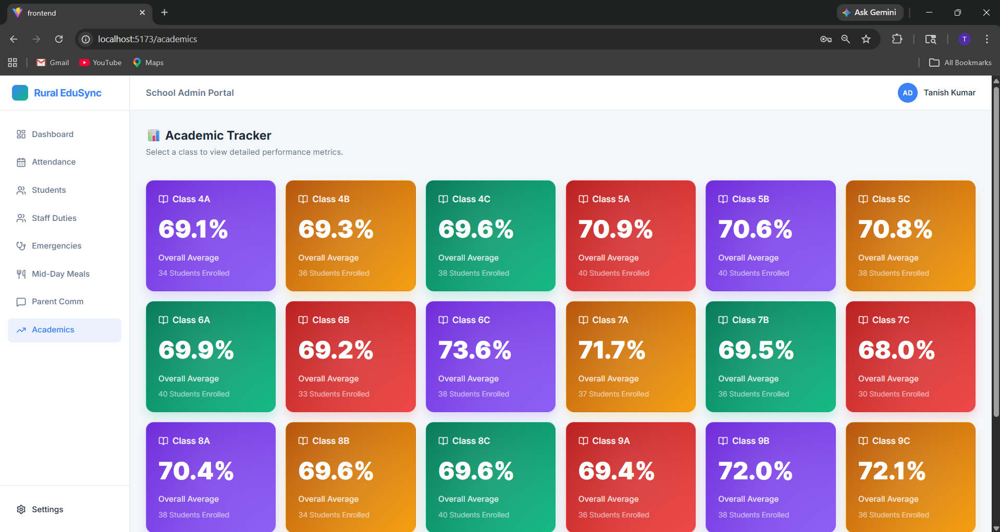 frontend
Ask Gemini
localhost:5173/academics
T
Gmail
YouTube
Maps
All Bookmarks
Rural EduSync
School Admin Portal
AD
Tanish Kumar
Dashboard
Attendance
Students
Staff Duties
Emergencies
Mid-Day Meals
Parent Comm
Academics
Settings
Academic Tracker
Select a class to view detailed performance metrics.
Class 4A
69.1%
Overall Average
34 Students Enrolled
Class 4B
69.3%
Overall Average
36 Students Enrolled
Class 4C
69.6%
Overall Average
38 Students Enrolled
Class 5A
70.9%
Overall Average
40 Students Enrolled
Class 5B
70.6%
Overall Average
40 Students Enrolled
Class 5C
70.8%
Overall Average
38 Students Enrolled
Class 6A
69.9%
Overall Average
40 Students Enrolled
Class 6B
69.2%
Overall Average
33 Students Enrolled
Class 6C
73.6%
Overall Average
38 Students Enrolled
Class 7A
71.7%
Overall Average
37 Students Enrolled
Class 7B
69.5%
Overall Average
36 Students Enrolled
Class 7C
68.0%
Overall Average
30 Students Enrolled
Class 8A
70.4%
Overall Average
38 Students Enrolled
Class 8B
69.6%
Overall Average
34 Students Enrolled
Class 8C
69.6%
Overall Average
40 Students Enrolled
Class 9A
69.4%
Overall Average
36 Students Enrolled
Class 9B
72.0%
Overall Average
38 Students Enrolled
Class 9C
72.1%
Overall Average
36 Students Enrolled